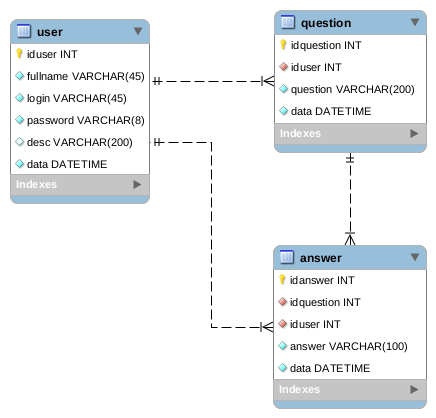 user
iduser INT
fullname VARCHAR(45)
login VARCHAR(45)
password VARCHAR(8)
desc VARCHAR(200)
data DATETIME
Indexes
question
idquestion INT
iduser INT
question VARCHAR(200)
data DATETIME
Indexes
answer
idanswer INT
idquestion INT
iduser INT
answer VARCHAR(100)
data DATETIME
Indexes